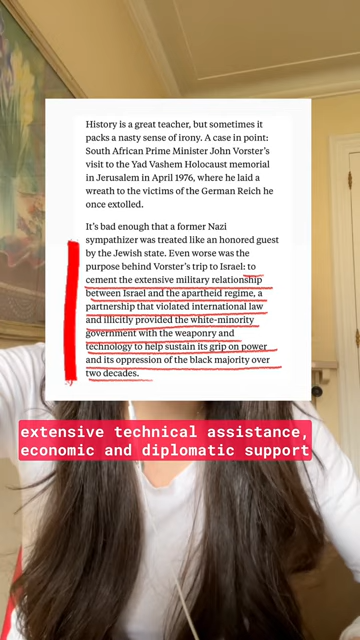 History is a great teacher, but sometimes it
packs a nasty sense of irony. A case in point:
South African Prime Minister John Vorster's
visit to the Yad Vashem Holocaust memorial
in Jerusalem in April 1976, where he laid a
wreath to the victims of the German Reich he
once extolled.
It's bad enough that a former Nazi
sympathizer was treated like an honored guest
by the Jewish state. Even worse was the
purpose behind Vorster's trip to Israel: to
cement the extensive military relationship
between Israel and the apartheid regime, a
partnership that violated international law
and illicitly provided the white-minority
government with the weaponry and
technology to help sustain its grip on power
and its oppression of the black majority over
two decades.
extensive technical assistance,
economic and diplomatic support